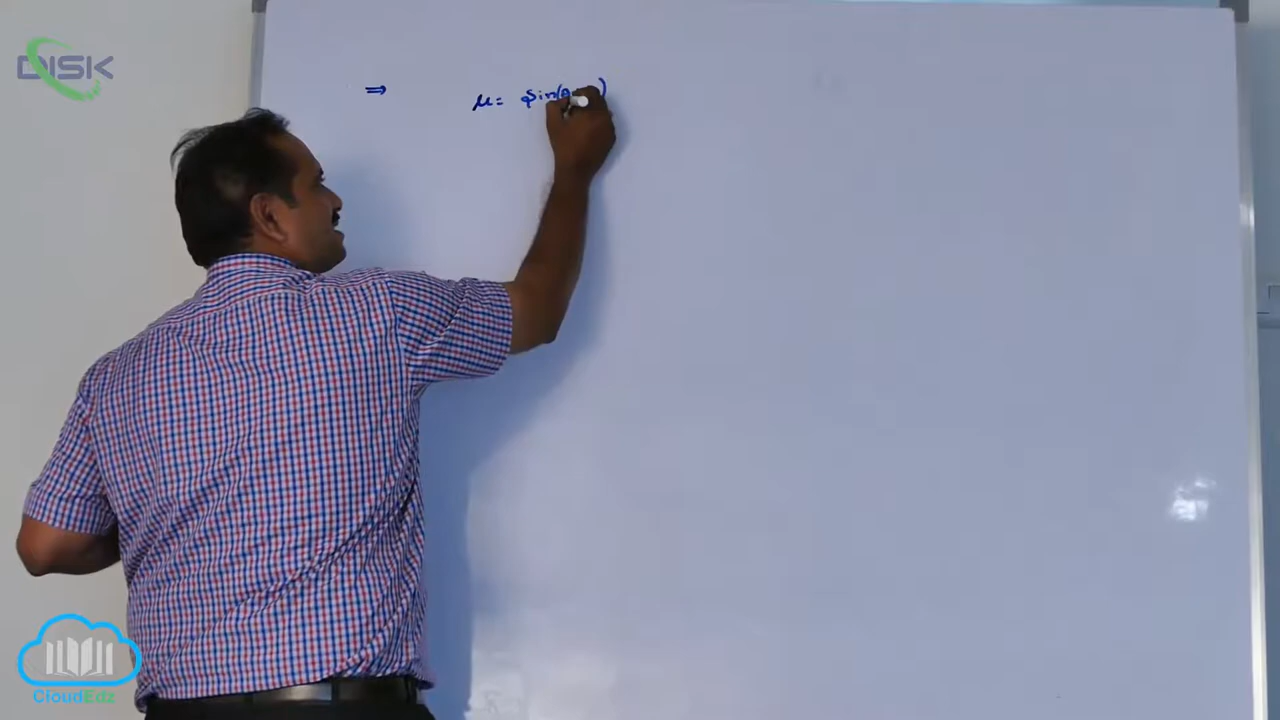 DISK
⇒ μ = Sin(A
CloudEdz